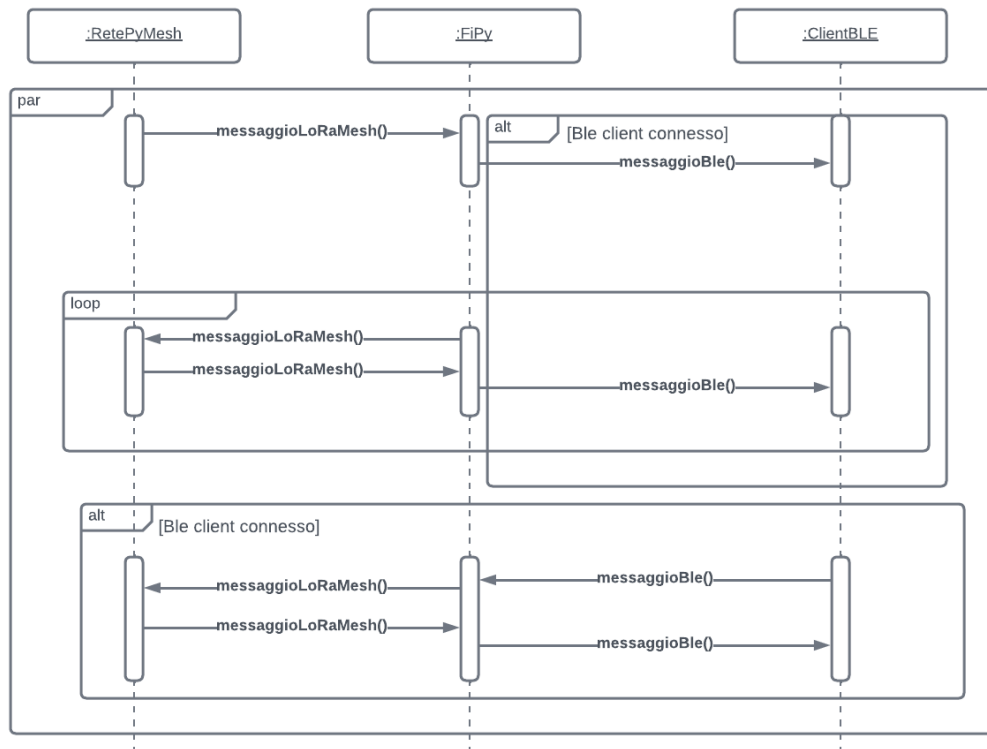 :RetePyMesh
:FiPy
:ClientBLE
par
messaggioLoRaMesh()
alt
[Ble client connesso]
messaggioBle()
loop
messaggioLoRaMesh()
messaggioLoRaMesh()
messaggioBle()
alt
[Ble client connesso]
messaggioBle()
messaggioLoRaMesh()
messaggioLoRaMesh()
messaggioBle()